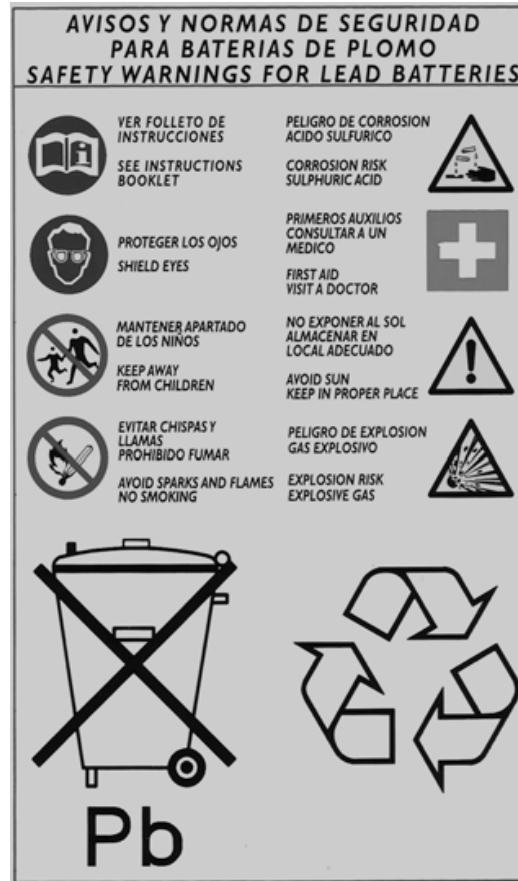 AVISOS Y NORMAS DE SEGURIDAD
PARA BATERIAS DE PLOMO
SAFETY WARNINGS FOR LEAD BATTERIES
VER FOLLETO DE
INSTRUCCIONES
SEE INSTRUCTIONS
BOOKLET
PELIGRO DE CORROSION
ACIDO SULFURICO
CORROSION RISK
SULPHURIC ACID
PROTEGER LOS OJOS
SHIELD EYES
PRIMEROS AUXILIOS
CONSULTAR A UN
MEDICO
FIRST AID
VISIT A DOCTOR
MANTENER APARTADO
DE LOS NIÑOS
KEEP AWAY
FROM CHILDREN
NO EXPONER AL SOL
ALMACENAR EN
LOCAL ADECUADO
AVOID SUN
KEEP IN PROPER PLACE
EVITAR CHISPAS Y
LLAMAS
PROHIBIDO FUMAR
AVOID SPARKS AND FLAMES
NO SMOKING
PELIGRO DE EXPLOSION
GAS EXPLOSIVO
EXPLOSION RISK
EXPLOSIVE GAS
Pb